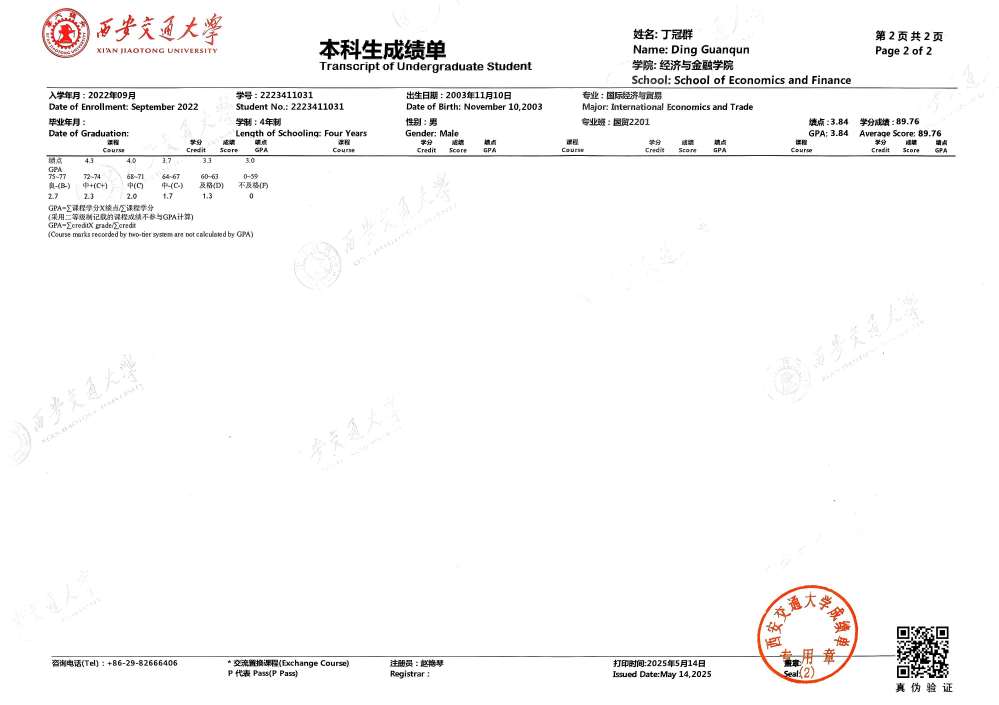 西安交通大学
XI'AN JIAOTONG UNIVERSITY
本科生成绩单
Transcript of Undergraduate Student
姓名: 丁冠群
Name: Ding Guanqun
学院: 经济与金融学院
School: School of Economics and Finance
第 2 页 共 2 页
Page 2 of 2
入学年月：2022年09月 学号：2223411031 出生日期：2003年11月10日 专业：国际经济与贸易
Date of Enrollment: September 2022 Student No.: 2223411031 Date of Birth: November 10,2003 Major: International Economics and Trade
毕业年月： 学制：4年制 性别：男 专业班：国贸2201 绩点：3.84 学分成绩：89.76
Date of Graduation: Length of Schooling: Four Years Gender: Male GPA: 3.84 Average Score: 89.76
课程 学分 成绩 绩点 课程 学分 成绩 绩点 课程 学分 成绩 绩点 课程 学分 成绩 绩点
Course Credit Score GPA Course Credit Score GPA Course Credit Score GPA Course Credit Score GPA
绩点 4.3 4.0 3.7 3.3 3.0
GPA
75-77 72-74 68-71 64-67 60-63 0-59
良-(B-) 中+(C+) 中(C) 中-(C-) 及格(D) 不及格(F)
2.7 2.3 2.0 1.7 1.3 0
GPA=∑课程学分X绩点/∑课程学分
(采用二等级制记载的课程成绩不参与GPA计算)
GPA=∑creditX grade/∑credit
(Course marks recorded by two-tier system are not calculated by GPA)
西安交通大学成绩单
专用章
(2)
咨询电话(Tel)：+86-29-82666406 * 交流置换课程(Exchange Course) 注册员：赵艳琴 打印时间:2025年5月14日 盖章:
P 代表 Pass(P Pass) Registrar： Issued Date:May 14,2025 Seal:
真伪验证